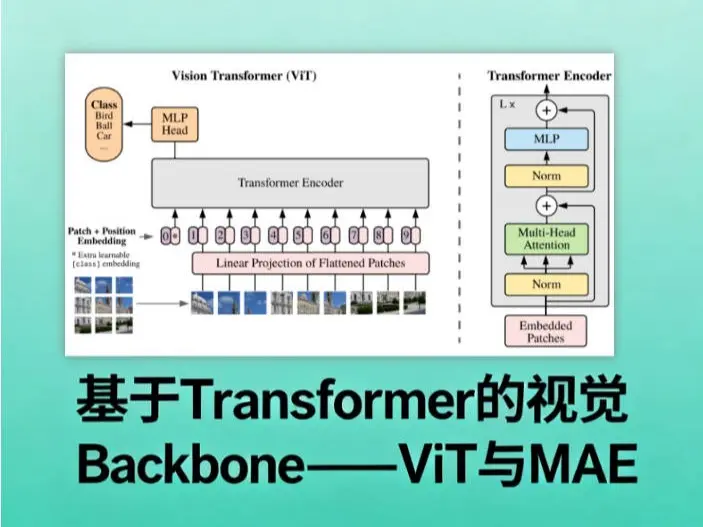 Vision Transformer (ViT)
Transformer Encoder
Class
Bird
Ball
Car
...
MLP
Head
Transformer Encoder
Patch + Position
Embedding
* Extra learnable
[class] embedding
0 * 1 2 3 4 5 6 7 8 9
Linear Projection of Flattened Patches
L x
+
MLP
Norm
+
Multi-Head
Attention
Norm
Embedded
Patches
基于Transformer的视觉
Backbone——ViT与MAE